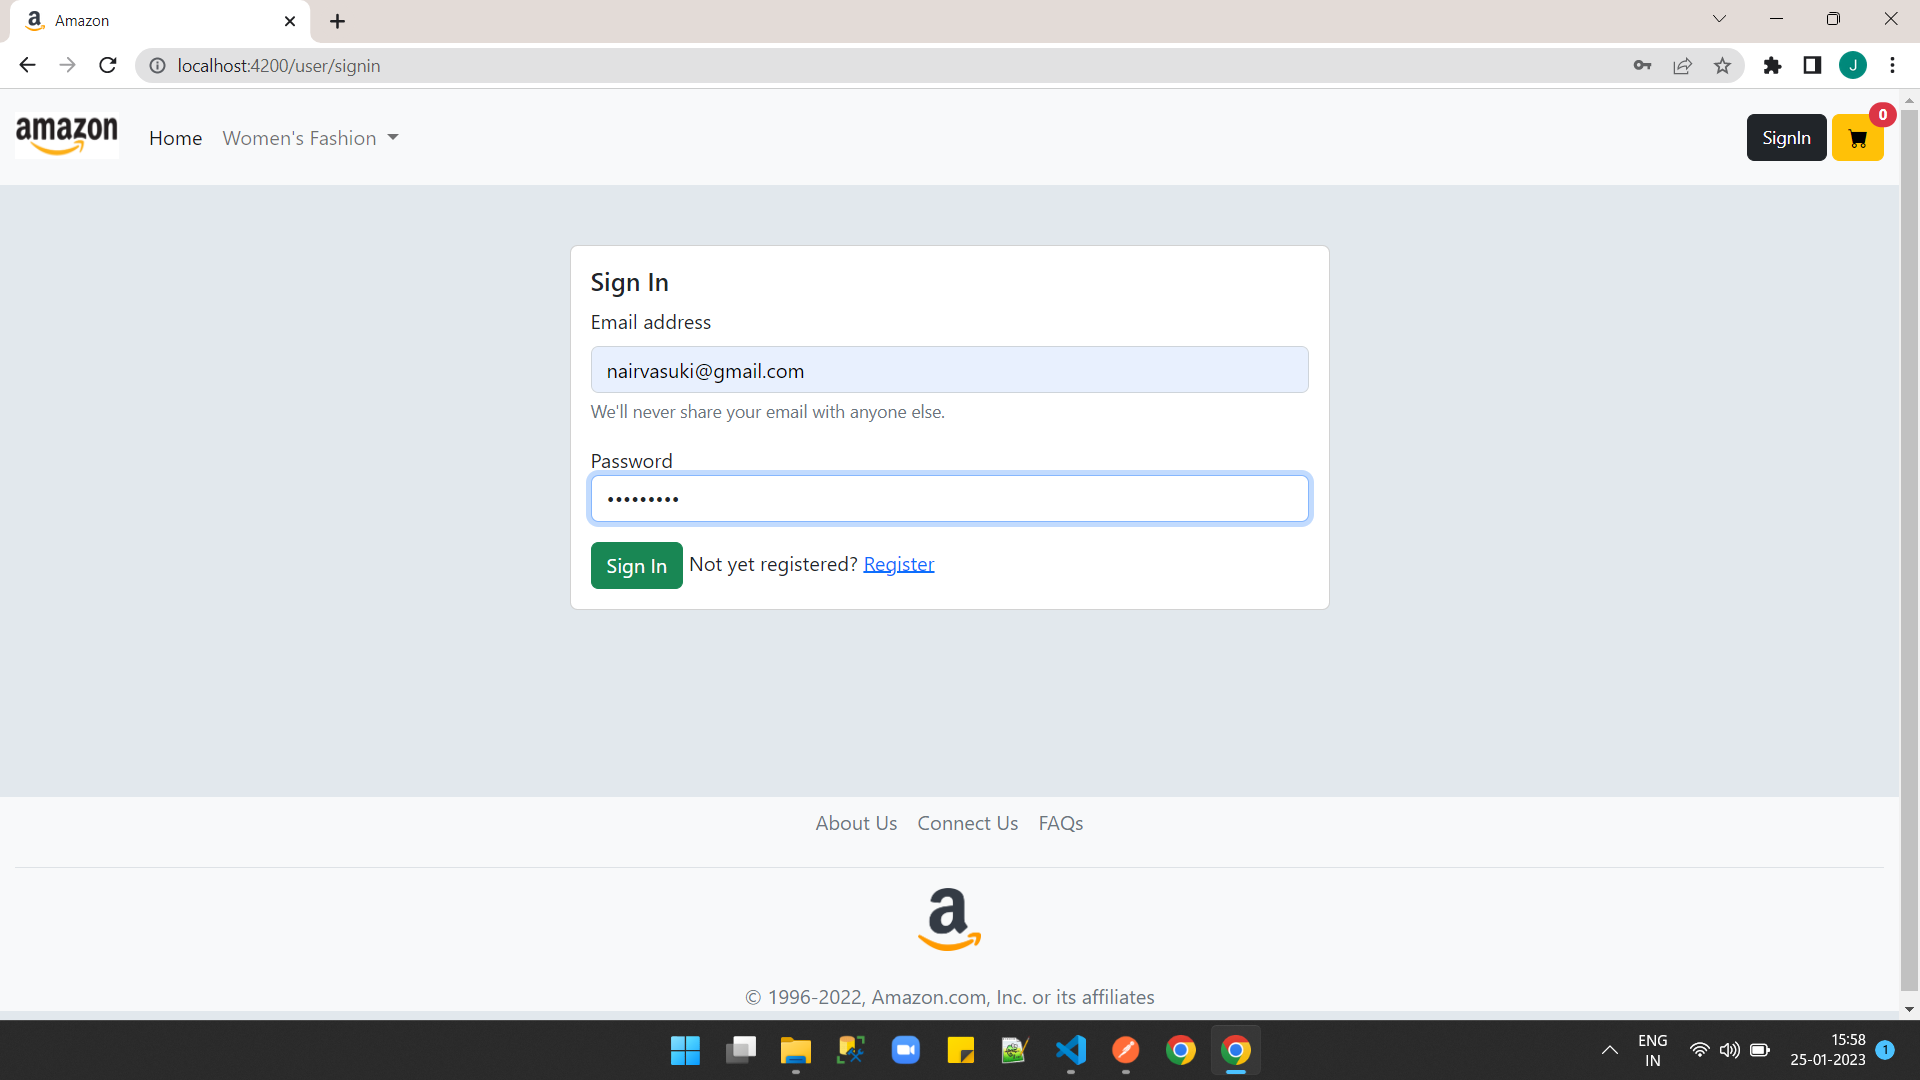 Amazon
localhost:4200/user/signin
J
amazon
Home Women's Fashion
SignIn
0
Sign In
Email address
nairvasuki@gmail.com
We'll never share your email with anyone else.
Password
•••••••••
Sign In Not yet registered? Register
About Us Connect Us FAQs
a
© 1996-2022, Amazon.com, Inc. or its affiliates
ENG
IN
15:58
25-01-2023
1